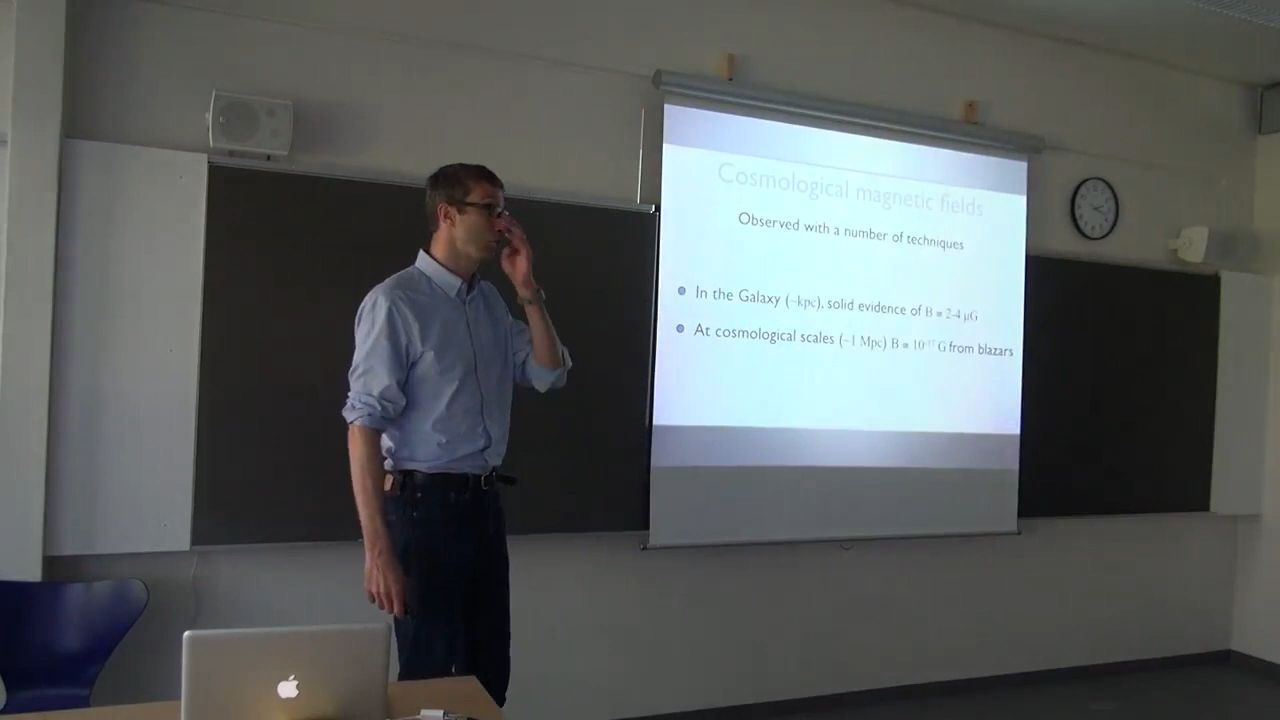 Cosmological magnetic fields
Observed with a number of techniques
In the Galaxy (~kpc), solid evidence of B ≡ 2-4 µG
At cosmological scales (~1 Mpc) B ≡ 10⁻¹⁷ G from blazars